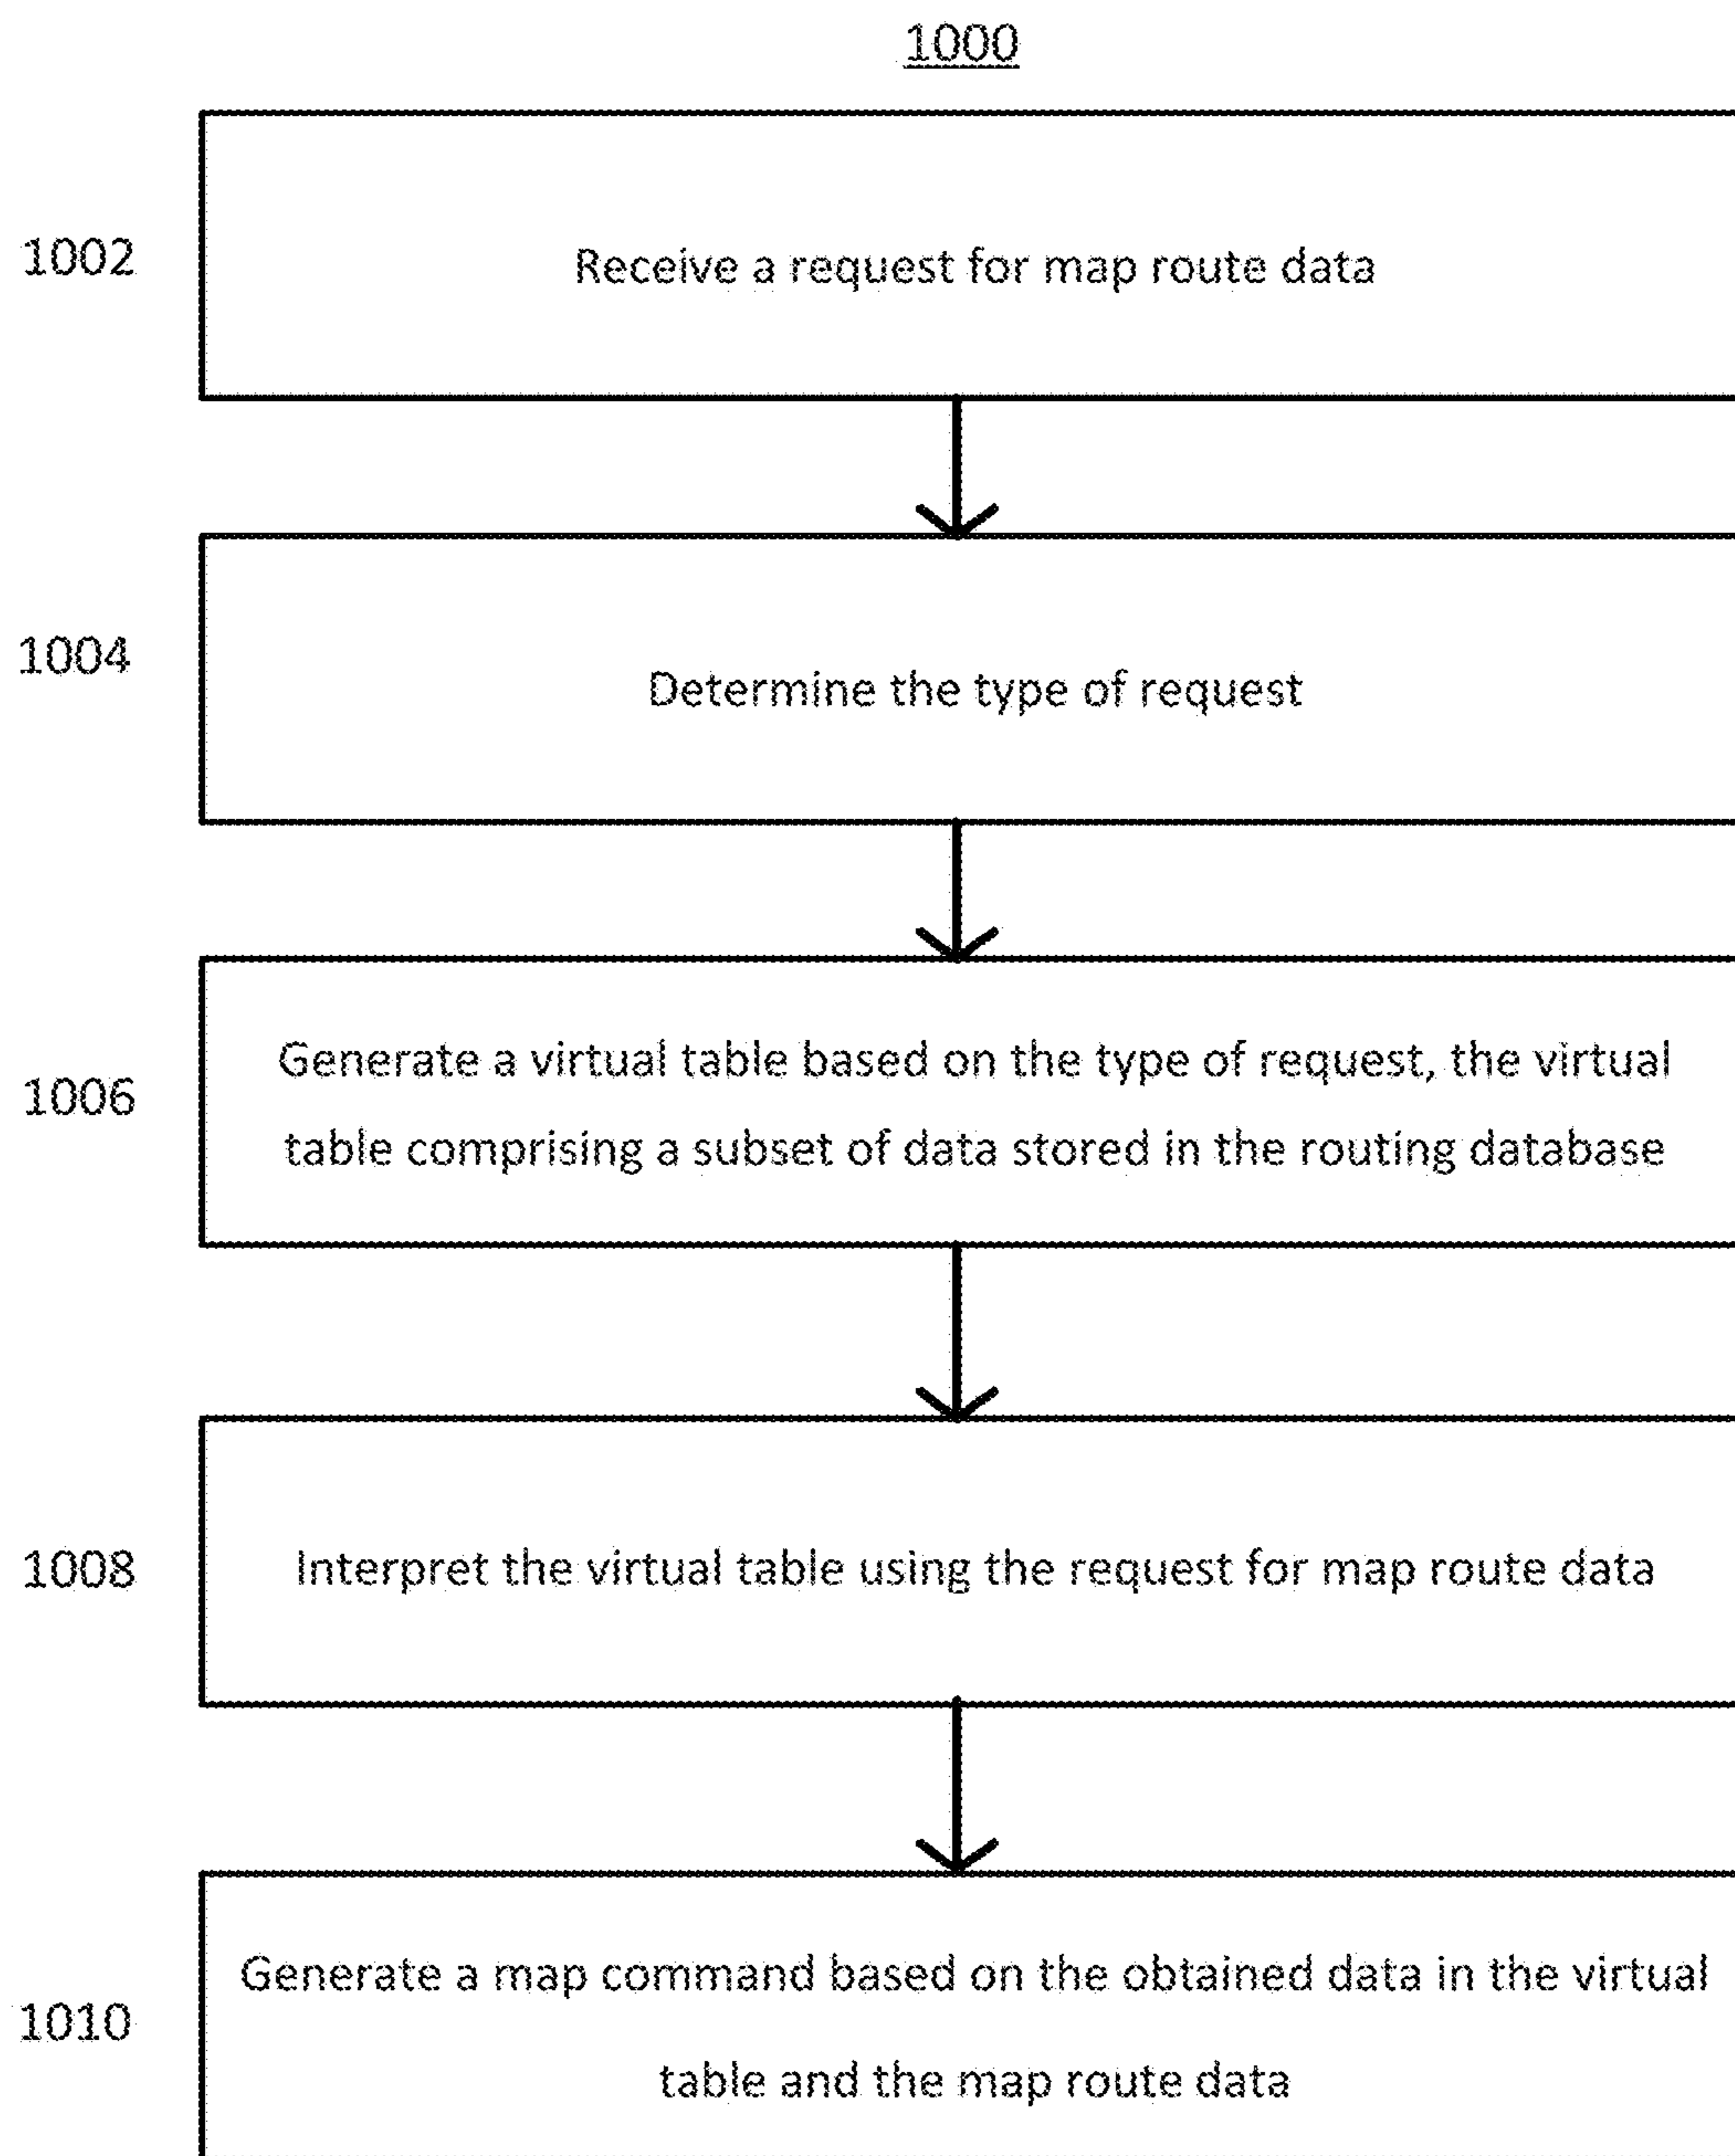 1000
1002
Receive a request for map route data
1004
Determine the type of request
1006
Generate a virtual table based on the type of request, the virtual
table comprising a subset of data stored in the routing database
1008
Interpret the virtual table using the request for map route data
1010
Generate a map command based on the obtained data in the virtual
table and the map route data